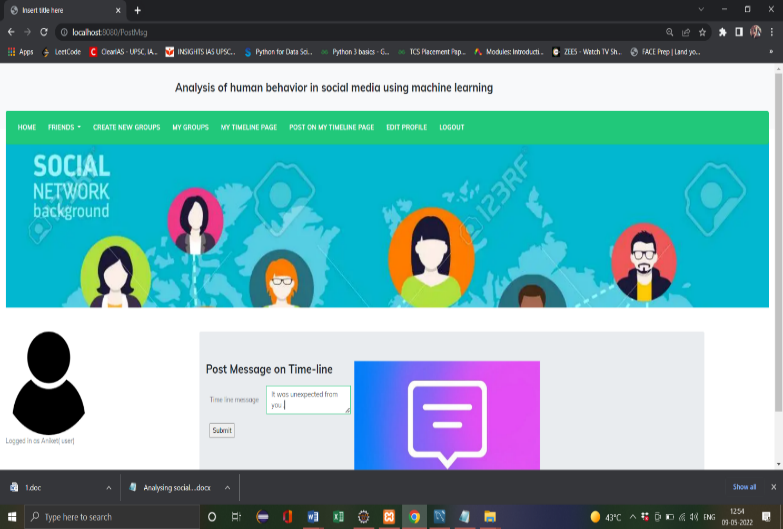 Insert title here
localhost:8080/PostMsg
Apps LeetCode ClearIAS - UPSC, IA... INSIGHTS IAS UPSC... Python for Data Sci... Python 3 basics - G... TCS Placement Pap... Modules: Introducti... ZEE5 - Watch TV Sh... FACE Prep | Land yo... »
Analysis of human behavior in social media using machine learning
HOME FRIENDS CREATE NEW GROUPS MY GROUPS MY TIMELINE PAGE POST ON MY TIMELINE PAGE EDIT PROFILE LOGOUT
SOCIAL
NETWORK
background
123RF
Post Message on Time-line
Time line message
It was unexpected from
you
Submit
Logged in as Aniket( user)
1.doc Analysing social....docx Show all
Type here to search
43°C ENG
12:54
09-05-2022